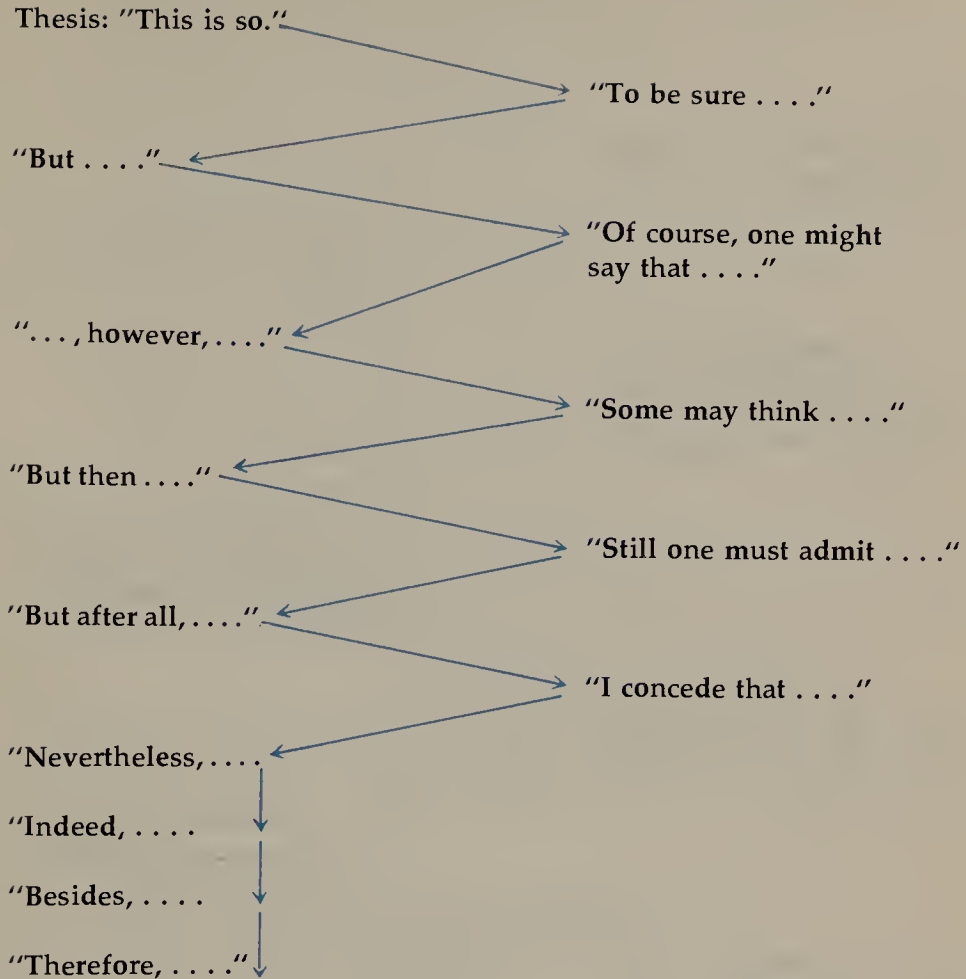 Thesis: "This is so."
"To be sure . . . ."
"But . . . ."
"Of course, one might
say that . . . ."
". . . , however, . . . ."
"Some may think . . . ."
"But then . . . ."
"Still one must admit . . . ."
"But after all, . . . ."
"I concede that . . . ."
"Nevertheless, . . . .
"Indeed, . . . .
"Besides, . . . .
"Therefore, . . . ."